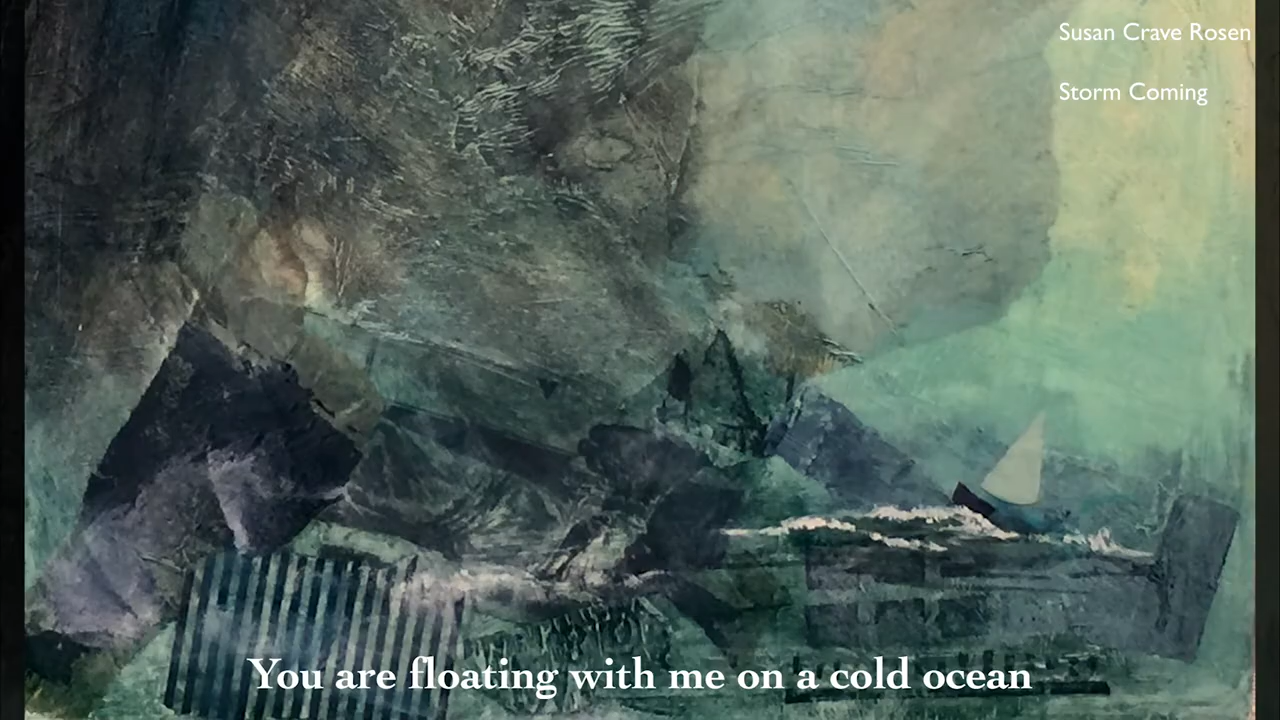 Susan Crave Rosen
Storm Coming
You are floating with me on a cold ocean